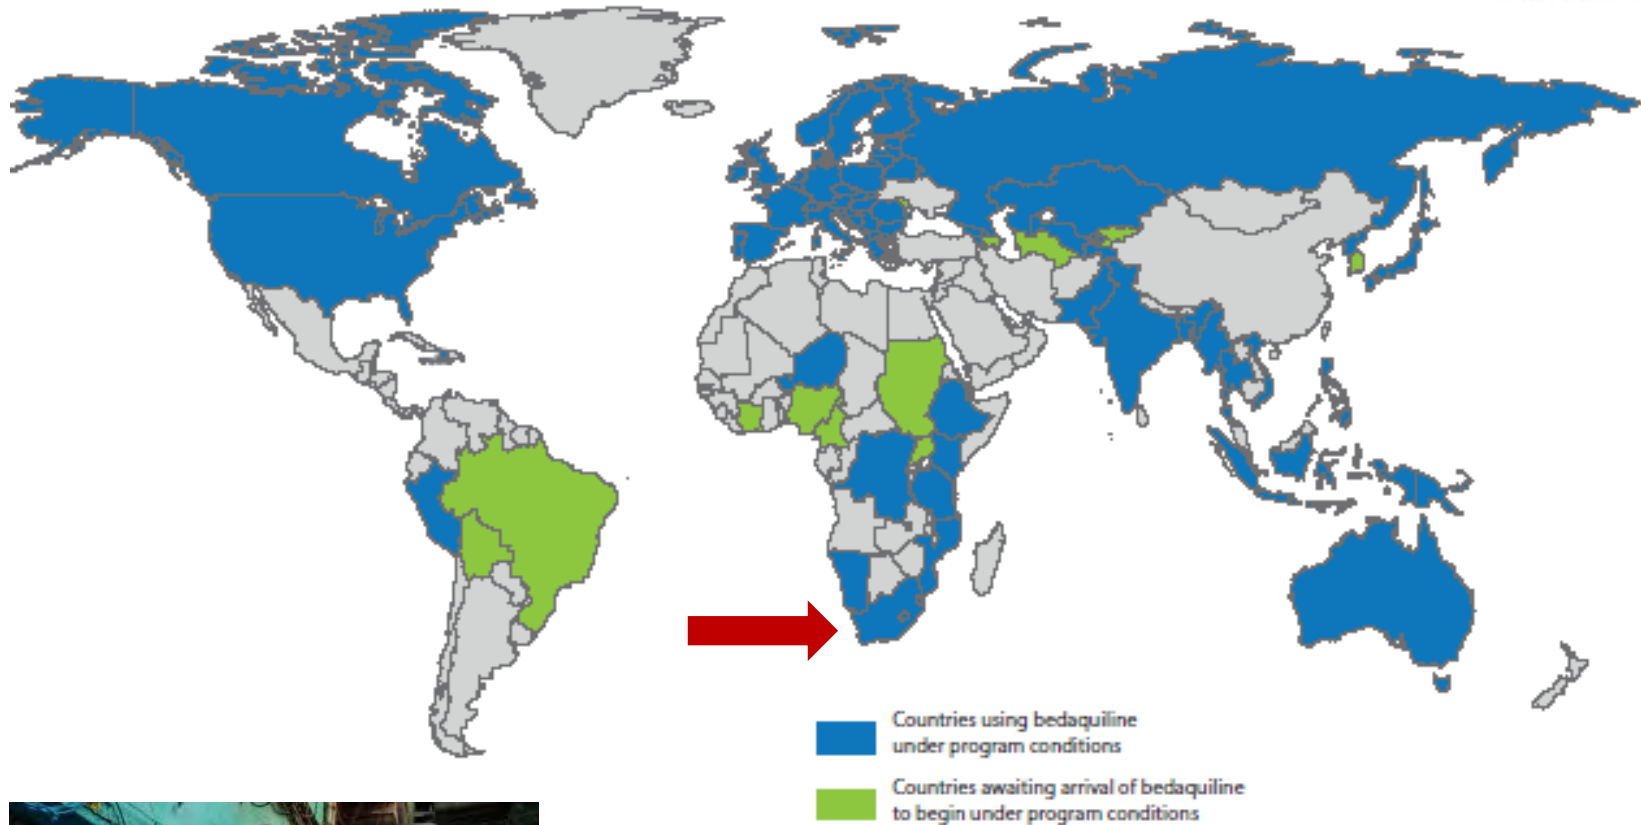 Countries using bedaquiline
under program conditions
Countries awaiting arrival of bedaquiline
to begin under program conditions